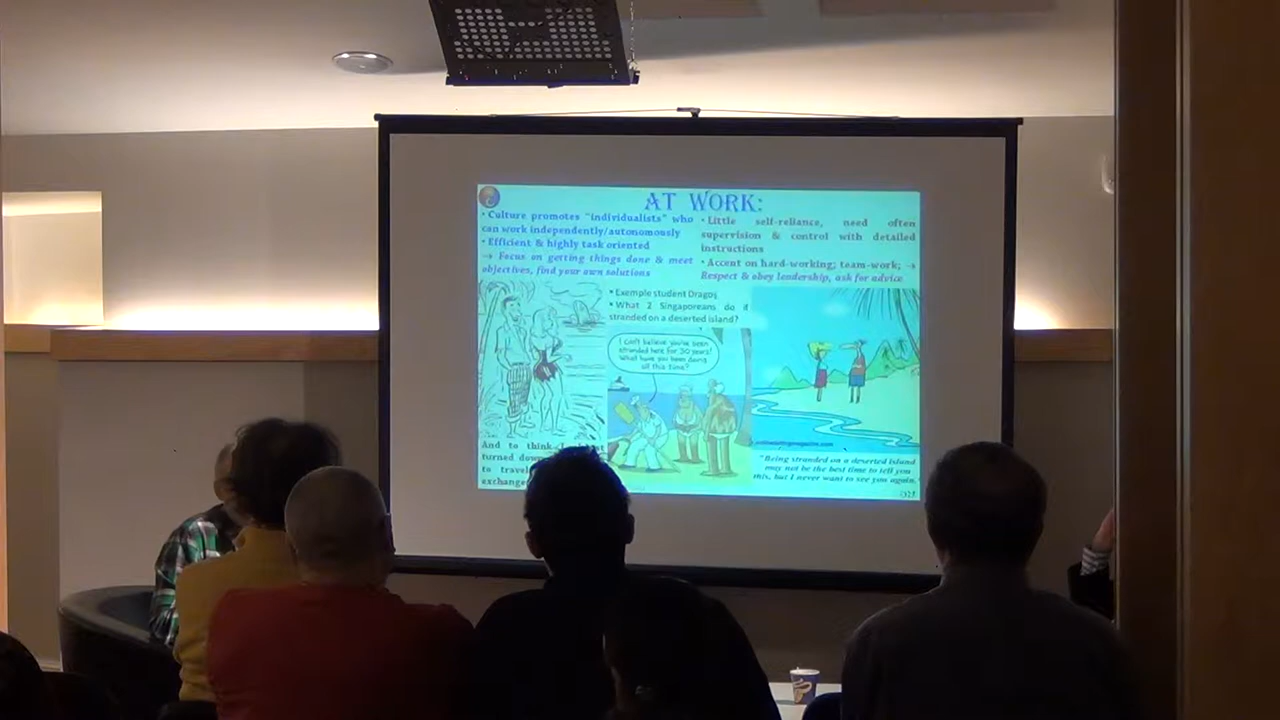 AT WORK:
• Culture promotes "individualists" who
can work independently/autonomously
• Efficient & highly task oriented
→ Focus on getting things done & meet
objectives, find your own solutions
• Little self-reliance, need often
supervision & control with detailed
instructions
• Accent on hard-working; team-work; →
Respect & obey leadership, ask for advice
• Exemple student Dragoj
• What 2 Singaporeans do if
stranded on a deserted island?
I can't believe you've been
stranded here for 30 years!
What have you been doing
all this time?
And to think I
turned down
to travel
exchange
"Being stranded on a deserted island
may not be the best time to tell you
this, but I never want to see you again.